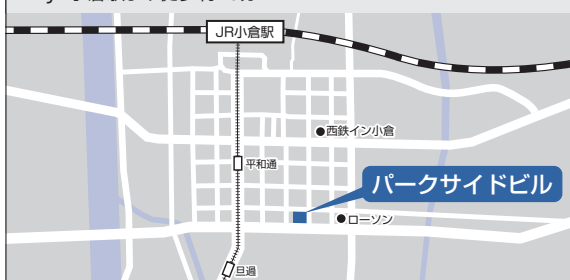 JR小倉駅
西鉄イン小倉
平和通
パークサイドビル
ローソン
旦過